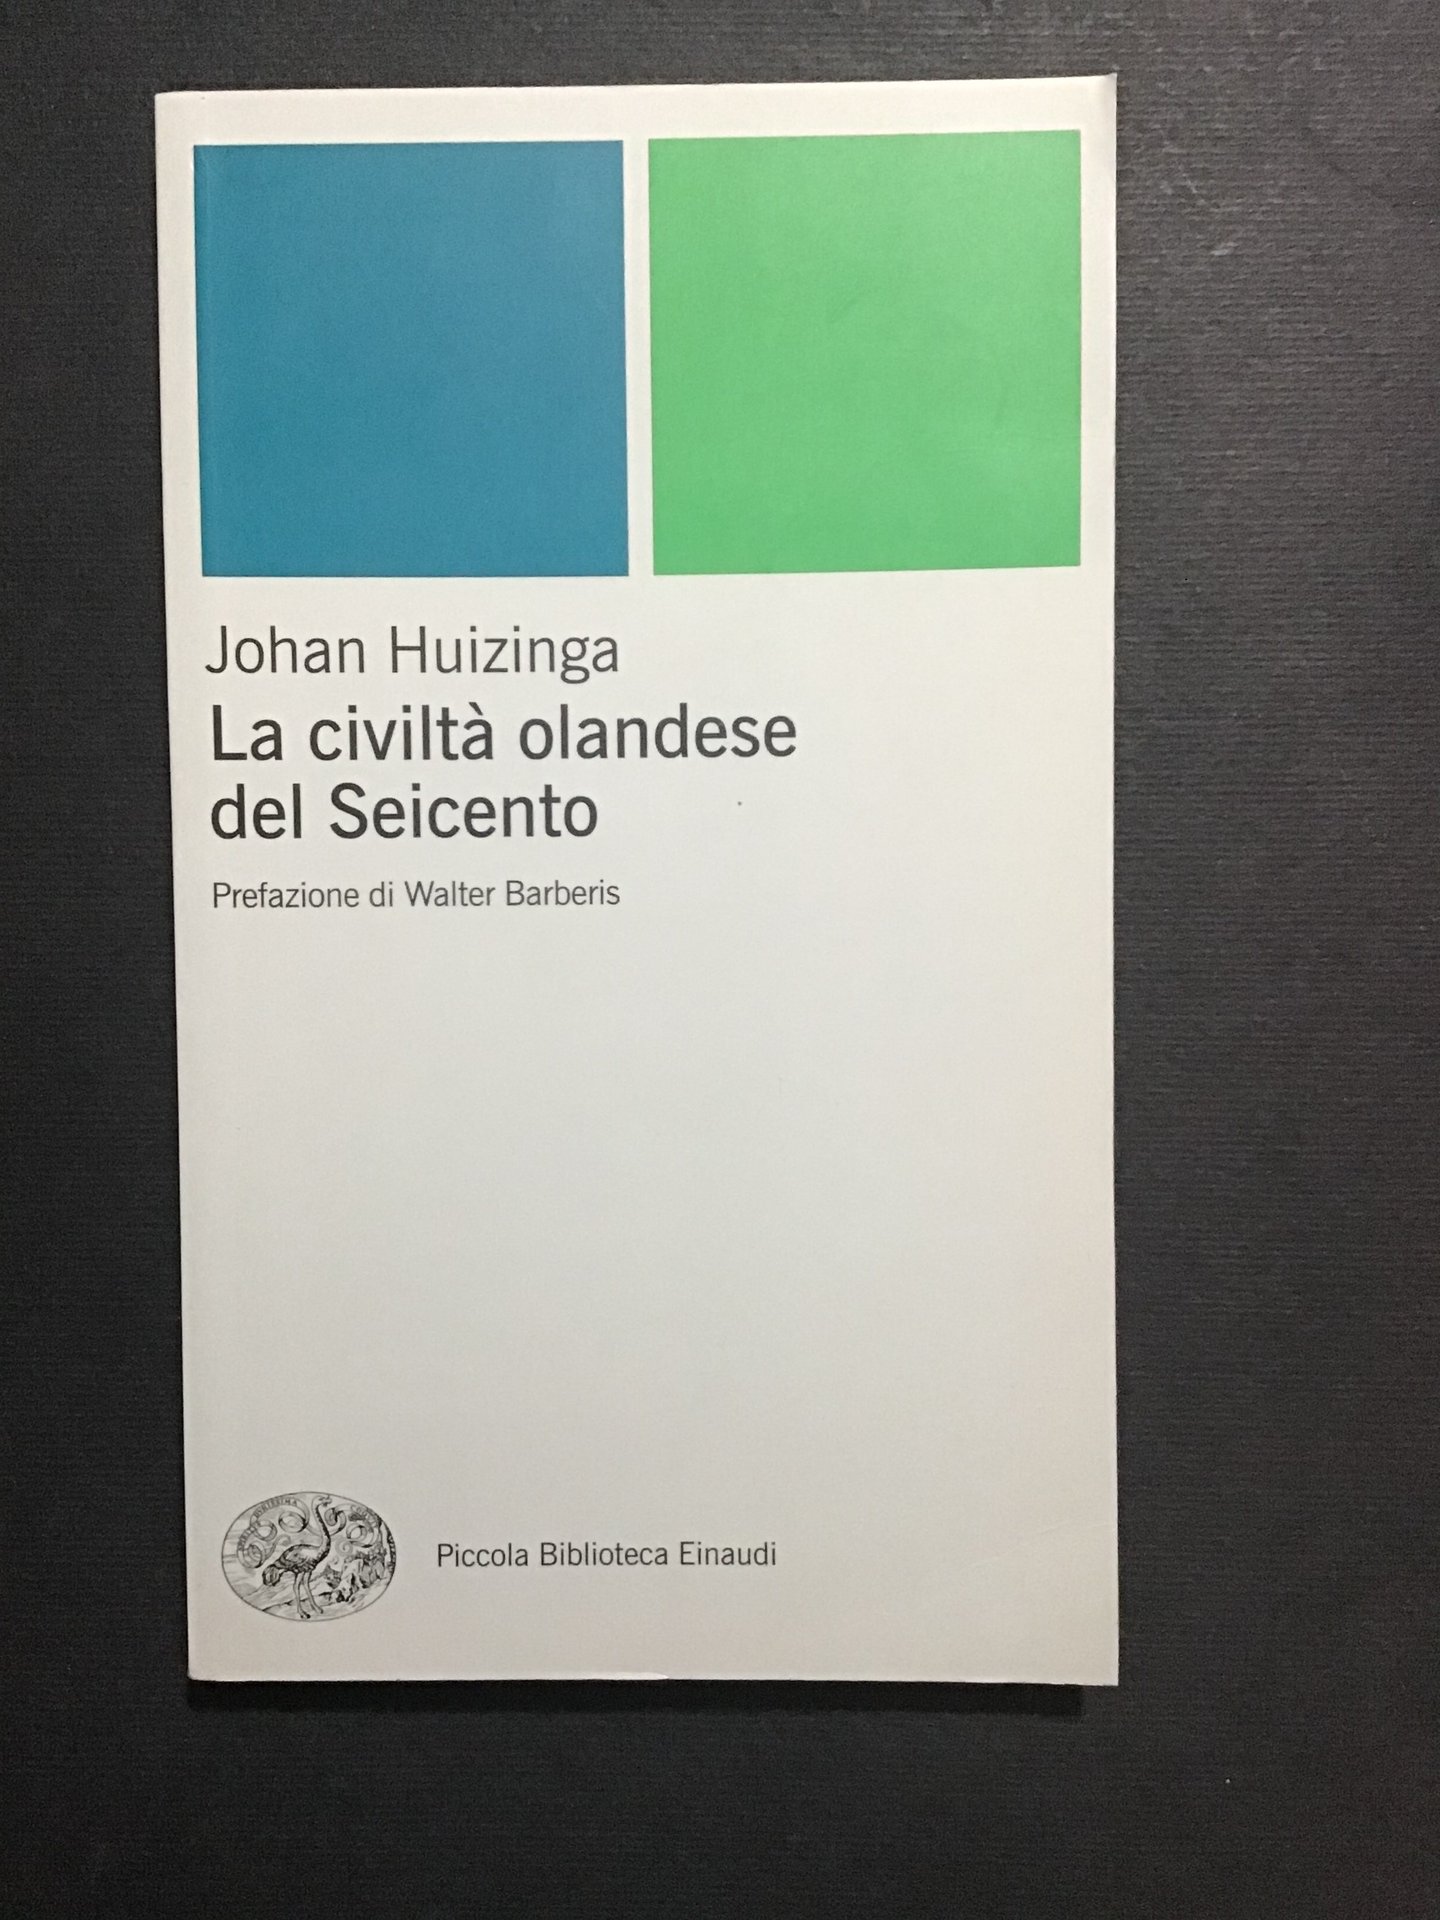 Johan Huizinga
La civiltà olandese
del Seicento
Prefazione di Walter Barberis
Piccola Biblioteca Einaudi